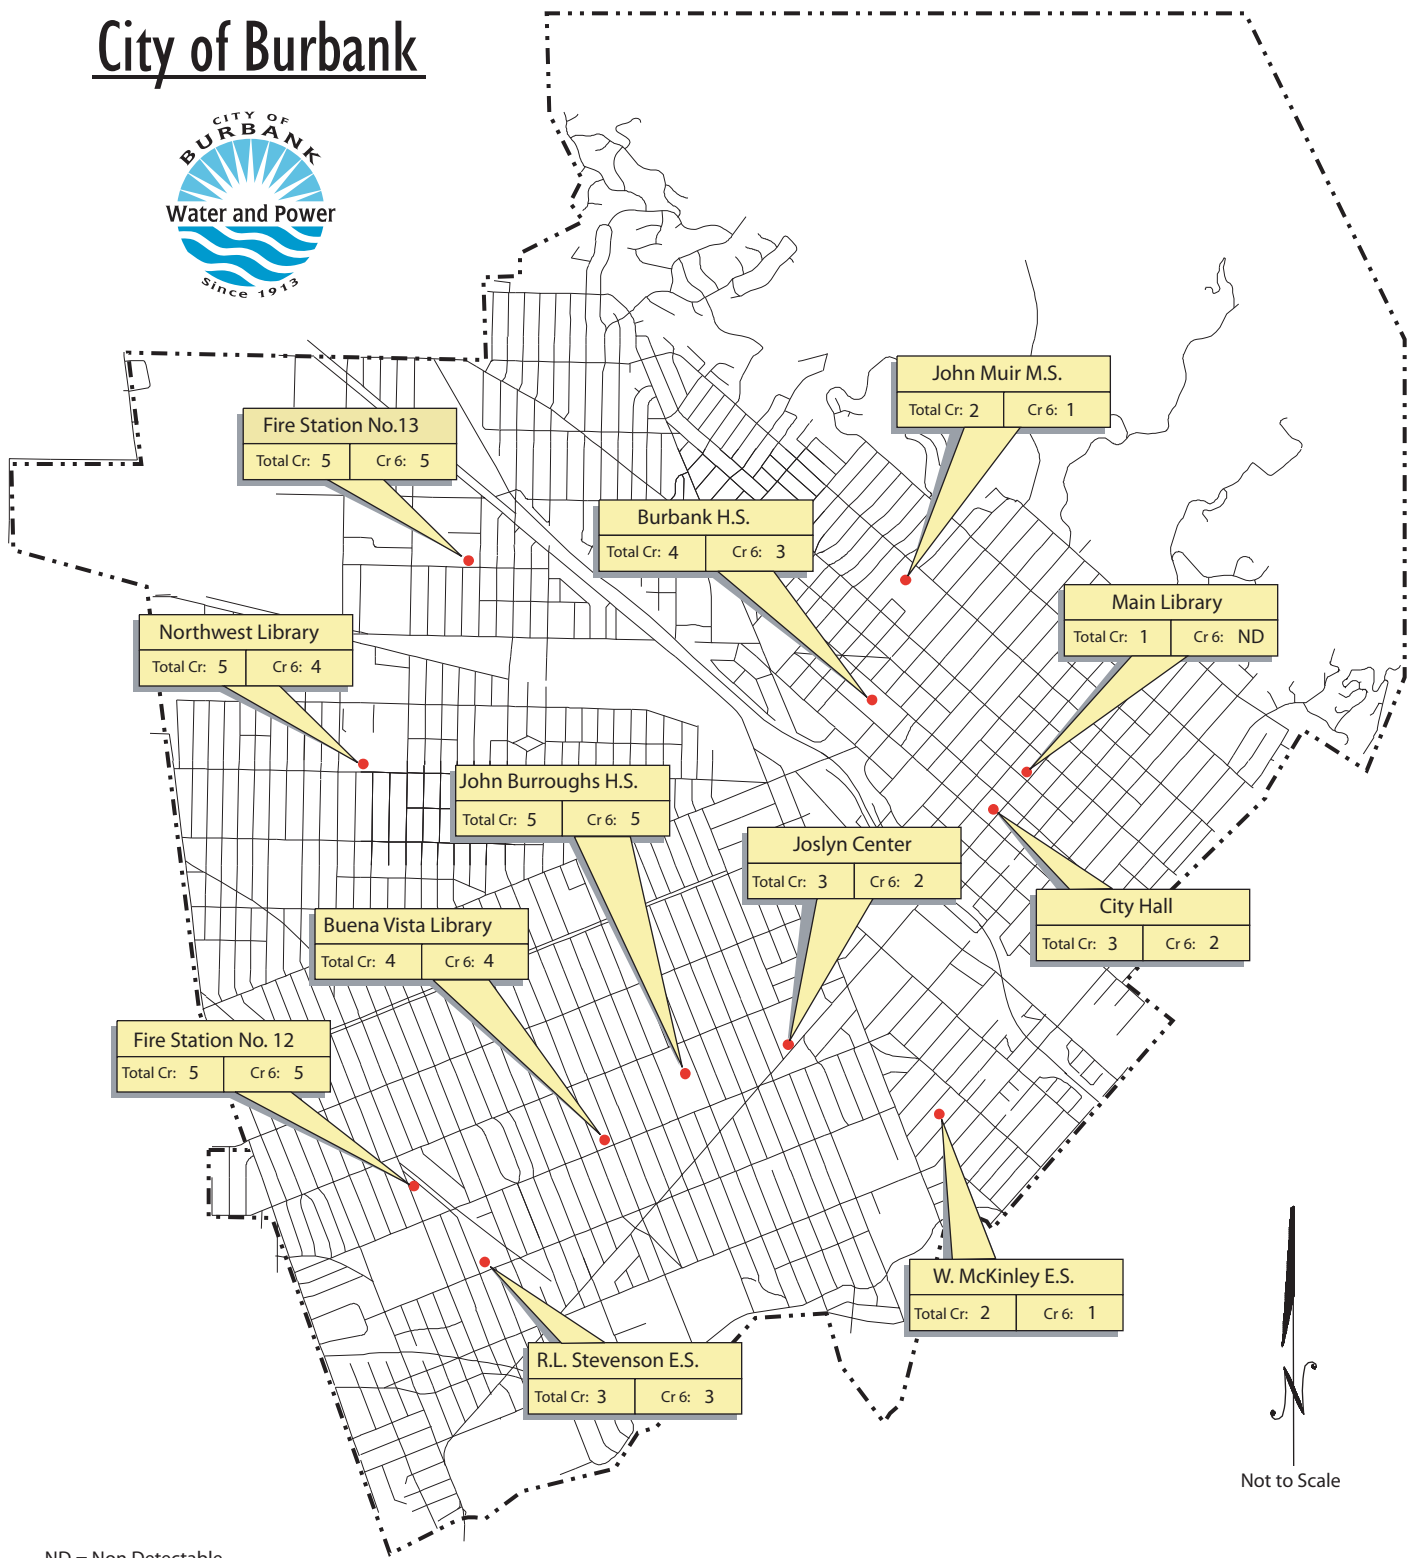 City of Burbank
CITY OF
BURBANK
Water and Power
Since 1913
John Muir M.S.
Total Cr: 2 Cr 6: 1
Fire Station No.13
Total Cr: 5 Cr 6: 5
Burbank H.S.
Total Cr: 4 Cr 6: 3
Main Library
Total Cr: 1 Cr 6: ND
Northwest Library
Total Cr: 5 Cr 6: 4
John Burroughs H.S.
Total Cr: 5 Cr 6: 5
Joslyn Center
Total Cr: 3 Cr 6: 2
City Hall
Total Cr: 3 Cr 6: 2
Buena Vista Library
Total Cr: 4 Cr 6: 4
Fire Station No. 12
Total Cr: 5 Cr 6: 5
W. McKinley E.S.
Total Cr: 2 Cr 6: 1
R.L. Stevenson E.S.
Total Cr: 3 Cr 6: 3
N
Not to Scale
ND = Non Detectable